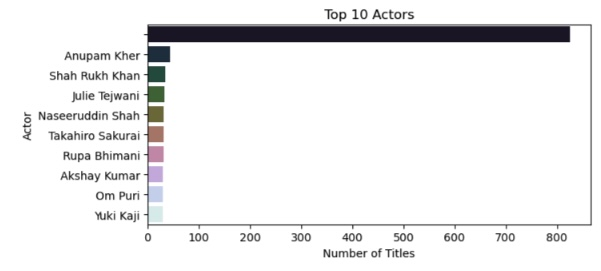 Top 10 Actors
Actor
Anupam Kher
Shah Rukh Khan
Julie Tejwani
Naseeruddin Shah
Takahiro Sakurai
Rupa Bhimani
Akshay Kumar
Om Puri
Yuki Kaji
0 100 200 300 400 500 600 700 800
Number of Titles